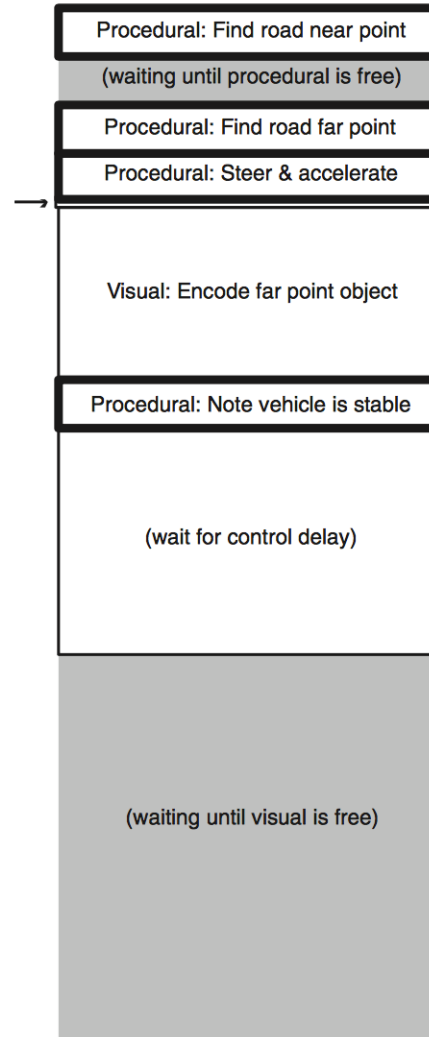 Procedural: Find road near point
(waiting until procedural is free)
Procedural: Find road far point
Procedural: Steer & accelerate
Visual: Encode far point object
Procedural: Note vehicle is stable
(wait for control delay)
(waiting until visual is free)